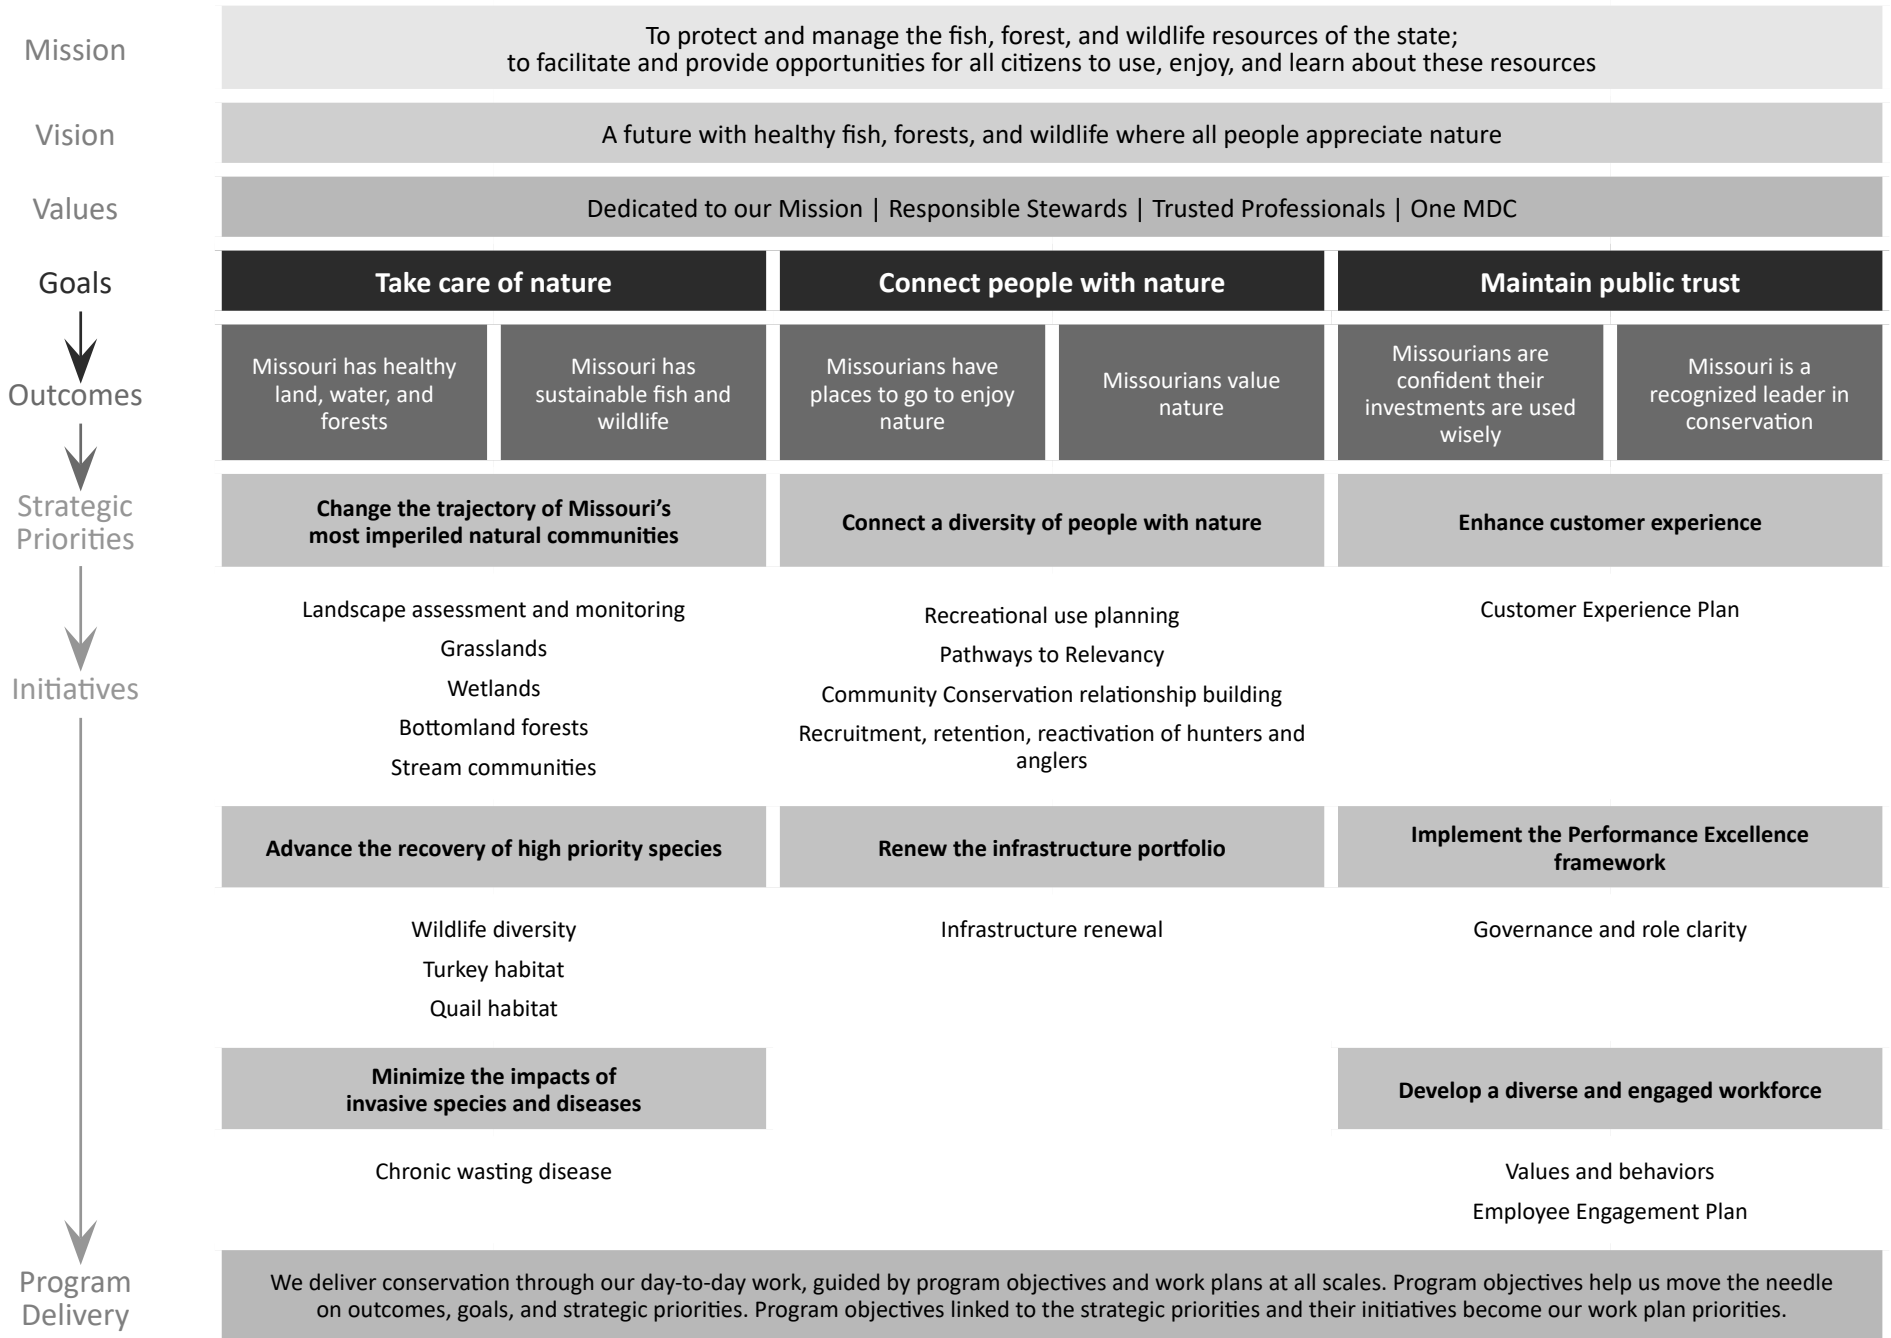 Mission
To protect and manage the fish, forest, and wildlife resources of the state;
to facilitate and provide opportunities for all citizens to use, enjoy, and learn about these resources
Vision
A future with healthy fish, forests, and wildlife where all people appreciate nature
Values
Dedicated to our Mission | Responsible Stewards | Trusted Professionals | One MDC
Goals
Take care of nature
Connect people with nature
Maintain public trust
Outcomes
Missouri has healthy
land, water, and
forests
Missouri has
sustainable fish and
wildlife
Missourians have
places to go to enjoy
nature
Missourians value
nature
Missourians are
confident their
investments are used
wisely
Missouri is a
recognized leader in
conservation
Strategic
Priorities
Change the trajectory of Missouri's
most imperiled natural communities
Connect a diversity of people with nature
Enhance customer experience
Initiatives
Landscape assessment and monitoring
Grasslands
Wetlands
Bottomland forests
Stream communities
Recreational use planning
Pathways to Relevancy
Community Conservation relationship building
Recruitment, retention, reactivation of hunters and
anglers
Customer Experience Plan
Advance the recovery of high priority species
Renew the infrastructure portfolio
Implement the Performance Excellence
framework
Wildlife diversity
Turkey habitat
Quail habitat
Infrastructure renewal
Governance and role clarity
Minimize the impacts of
invasive species and diseases
Develop a diverse and engaged workforce
Chronic wasting disease
Values and behaviors
Employee Engagement Plan
Program
Delivery
We deliver conservation through our day-to-day work, guided by program objectives and work plans at all scales. Program objectives help us move the needle
on outcomes, goals, and strategic priorities. Program objectives linked to the strategic priorities and their initiatives become our work plan priorities.